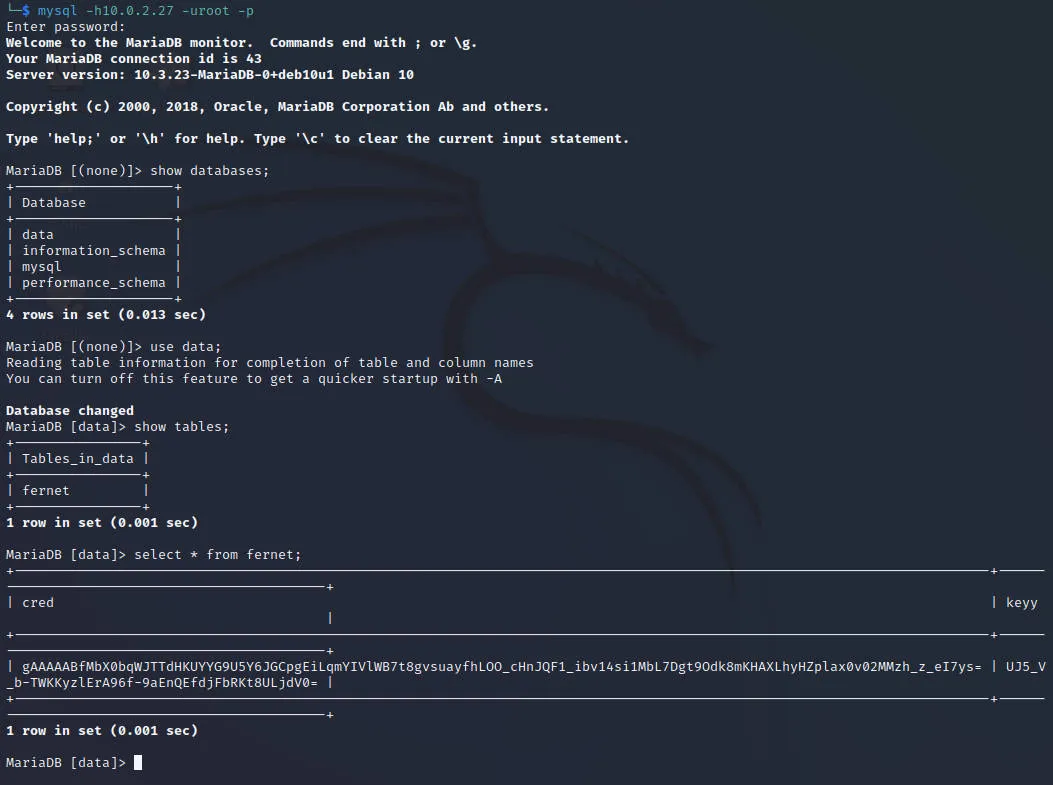 └─$ mysql -h10.0.2.27 -uroot -p
Enter password:
Welcome to the MariaDB monitor.  Commands end with ; or \g.
Your MariaDB connection id is 43
Server version: 10.3.23-MariaDB-0+deb10u1 Debian 10
Copyright (c) 2000, 2018, Oracle, MariaDB Corporation Ab and others.
Type 'help;' or '\h' for help. Type '\c' to clear the current input statement.
MariaDB [(none)]> show databases;
+--------------------+
| Database           |
+--------------------+
| data               |
| information_schema |
| mysql              |
| performance_schema |
+--------------------+
4 rows in set (0.013 sec)
MariaDB [(none)]> use data;
Reading table information for completion of table and column names
You can turn off this feature to get a quicker startup with -A
Database changed
MariaDB [data]> show tables;
+----------------+
| Tables_in_data |
+----------------+
| fernet         |
+----------------+
1 row in set (0.001 sec)
MariaDB [data]> select * from fernet;
| cred | keyy
|
| gAAAAABfMbX0bqWJTTdHKUYYG9U5Y6JGCpgEiLqmYIVlWB7t8gvsuayfhLOO_cHnJQF1_ibv14si1MbL7Dgt9Odk8mKHAXLhyHZplax0v02MMzh_z_eI7ys= | UJ5_V
_b-TWKKyzlErA96f-9aEnQEfdjFbRKt8ULjdV0= |
1 row in set (0.001 sec)
MariaDB [data]>